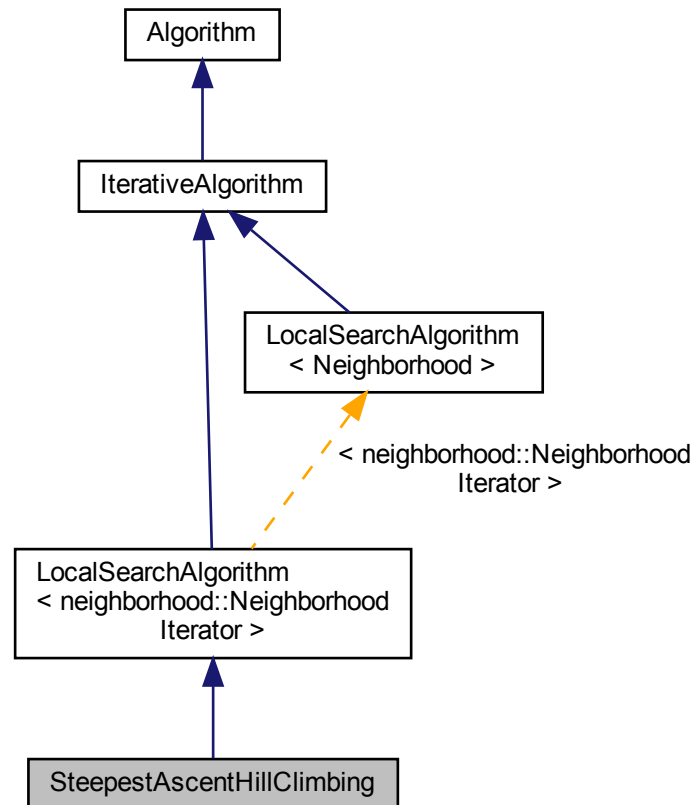 Algorithm
IterativeAlgorithm
LocalSearchAlgorithm
< Neighborhood >
< neighborhood::Neighborhood
Iterator >
LocalSearchAlgorithm
< neighborhood::Neighborhood
Iterator >
SteepestAscentHillClimbing